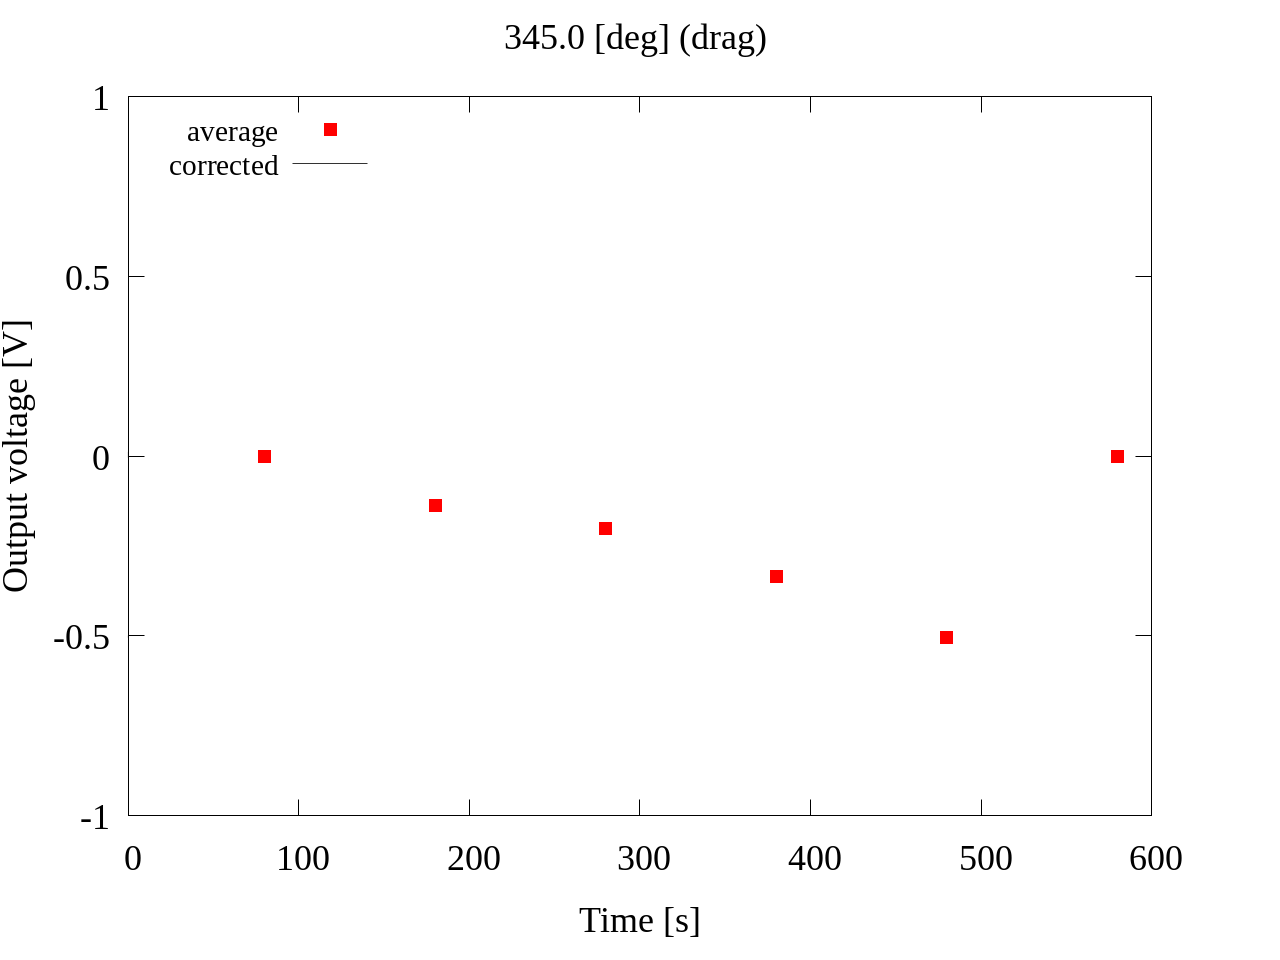 345.0 [deg] (drag)
1
average
corrected
0.5
0
-0.5
-1
Output voltage [V]
0 100 200 300 400 500 600
Time [s]